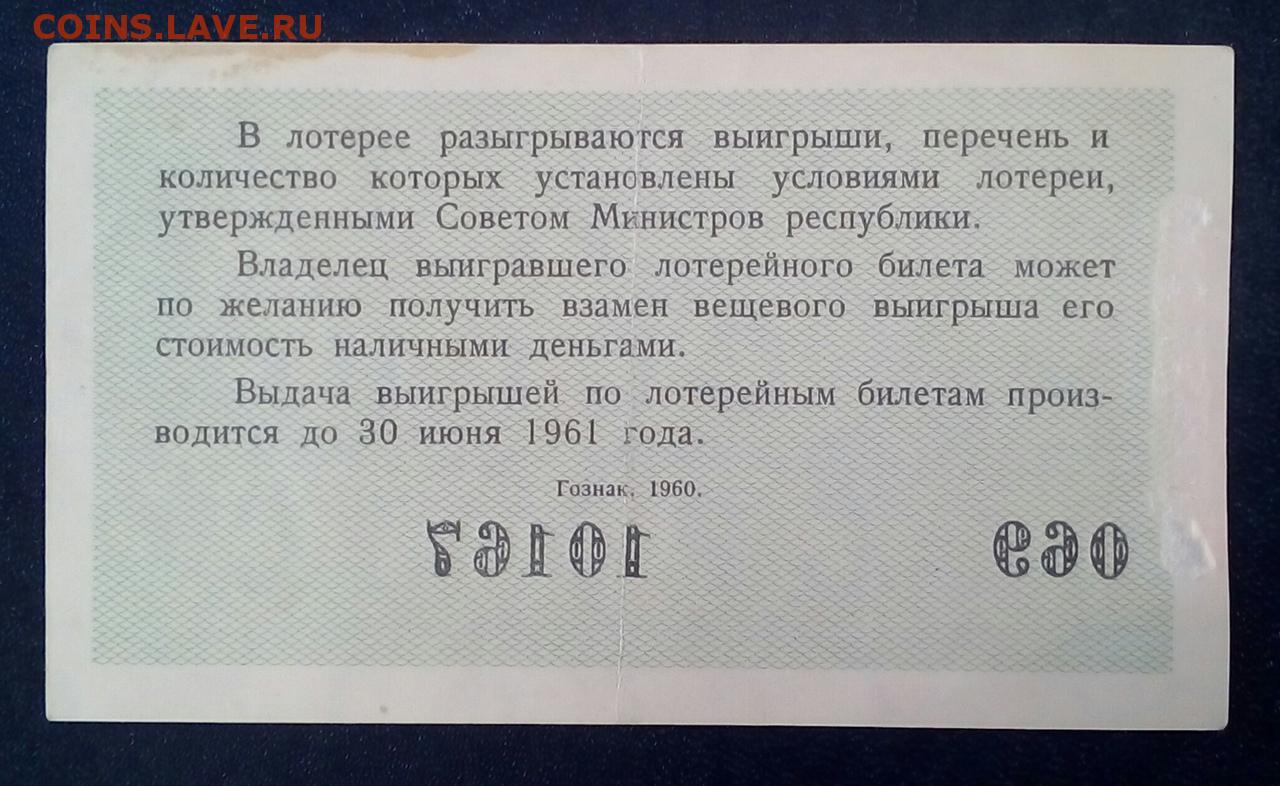 COINS.LAVE.RU
В лотерее разыгрываются выигрыши, перечень и
количество которых установлены условиями лотереи,
утвержденными Советом Министров республики.
Владелец выигравшего лотерейного билета может
по желанию получить взамен вещевого выигрыша его
стоимость наличными деньгами.
Выдача выигрышей по лотерейным билетам произ-
водится до 30 июня 1961 года.
Гознак. 1960.
069 10167